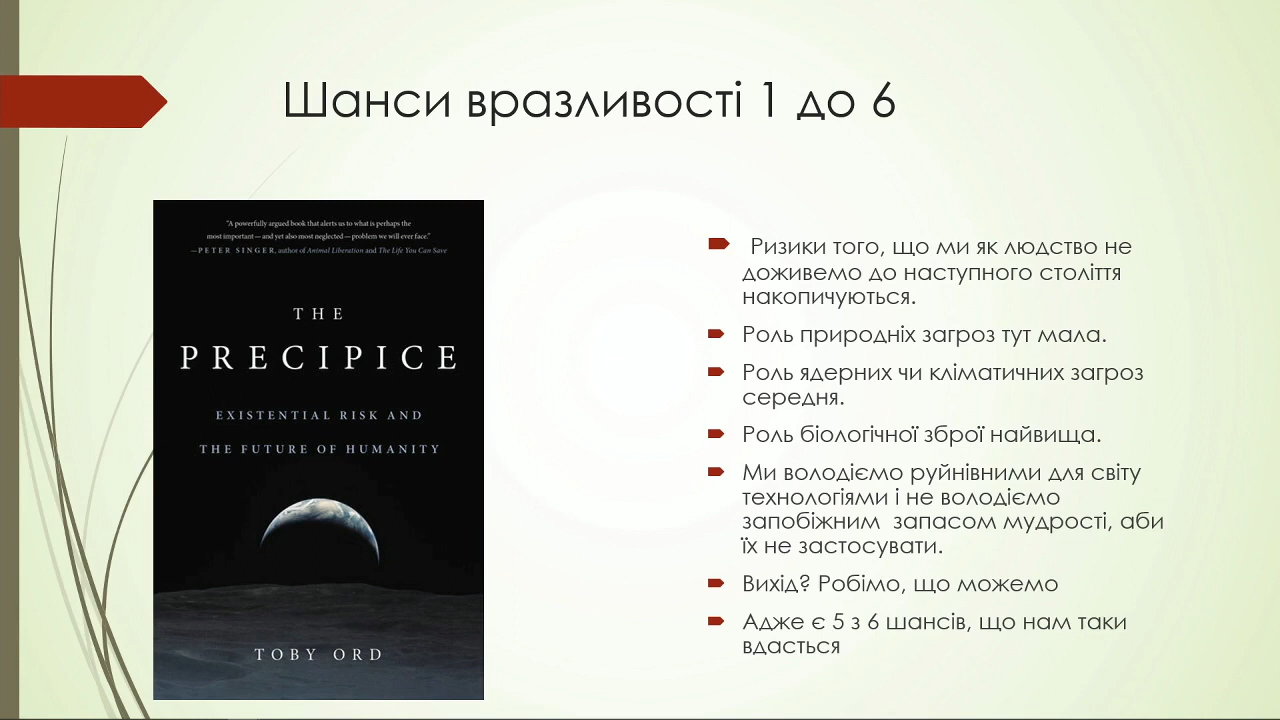 Шанси вразливості 1 до 6
"A powerfully argued book that alerts us to what is perhaps the
most important—and yet also most neglected—problem we will ever face."
—PETER SINGER, author of Animal Liberation and The Life You Can Save
THE
PRECIPICE
EXISTENTIAL RISK AND
THE FUTURE OF HUMANITY
TOBY ORD
Ризики того, що ми як людство не
доживемо до наступного століття
накопичуються.
Роль природніх загроз тут мала.
Роль ядерних чи кліматичних загроз
середня.
Роль біологічної зброї найвища.
Ми володіємо руйнівними для світу
технологіями і не володіємо
запобіжним  запасом мудрості, аби
їх не застосувати.
Вихід? Робімо, що можемо
Адже є 5 з 6 шансів, що нам таки
вдасться